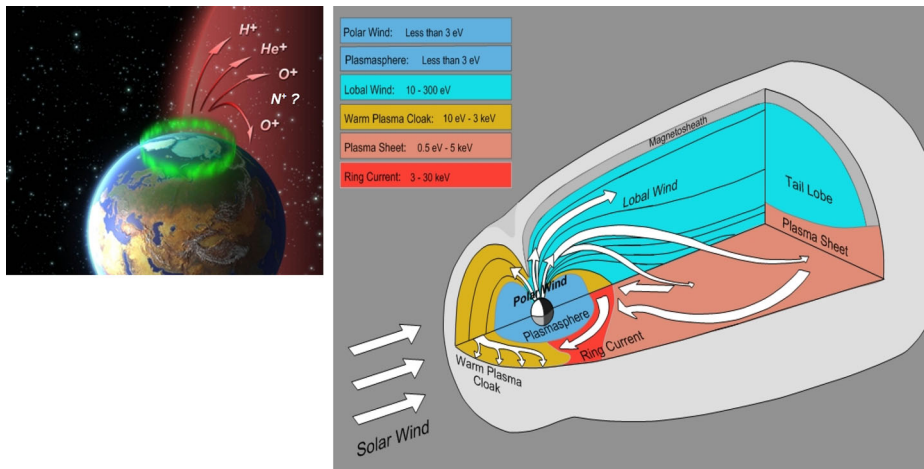 H+
He+
O+
N+ ?
O+
Polar Wind: Less than 3 eV
Plasmasphere: Less than 3 eV
Lobal Wind: 10 - 300 eV
Warm Plasma Cloak: 10 eV - 3 keV
Plasma Sheet: 0.5 eV - 5 keV
Ring Current: 3 - 30 keV
Magnetosheath
Lobal Wind
Tail Lobe
Plasma Sheet
Polar Wind
Plasmasphere
Ring Current
Warm Plasma
Cloak
Solar Wind